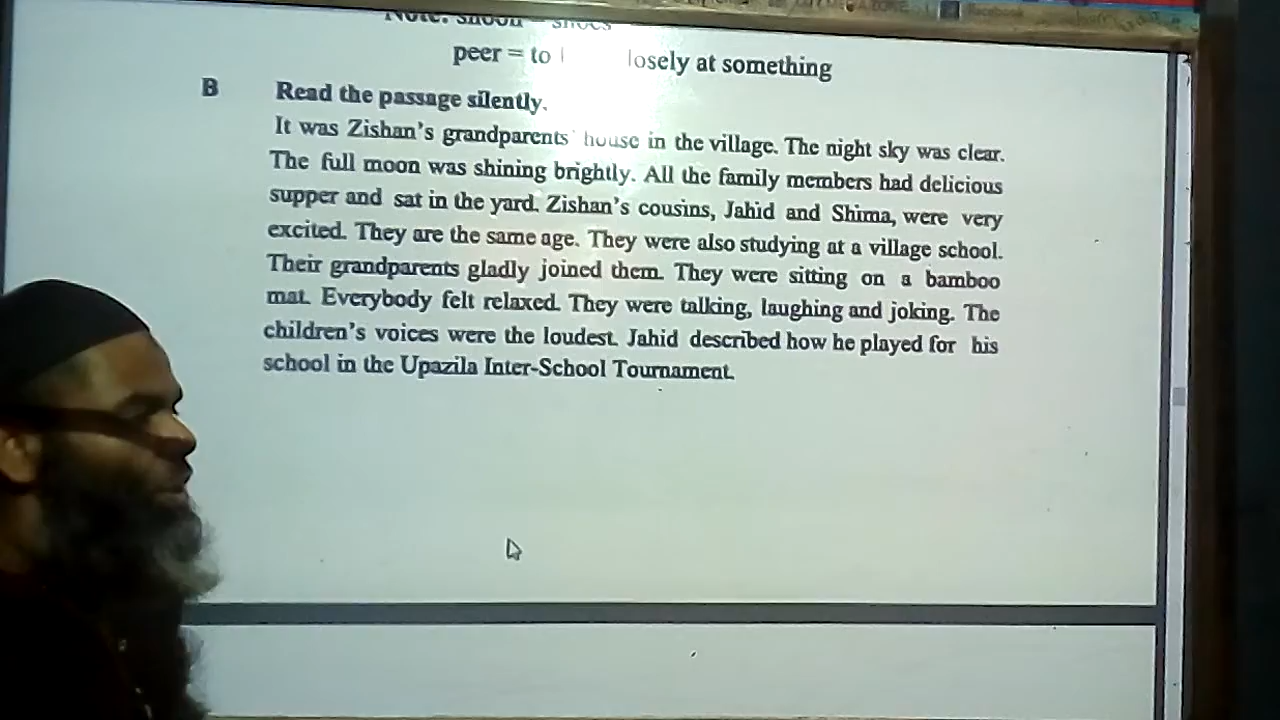 Note: shoon = shoes
peer = to l losely at something
B Read the passage silently.
It was Zishan's grandparents' house in the village. The night sky was clear.
The full moon was shining brightly. All the family members had delicious
supper and sat in the yard. Zishan's cousins, Jahid and Shima, were very
excited. They are the same age. They were also studying at a village school.
Their grandparents gladly joined them. They were sitting on a bamboo
mat. Everybody felt relaxed. They were talking, laughing and joking. The
children's voices were the loudest. Jahid described how he played for his
school in the Upazila Inter-School Tournament.